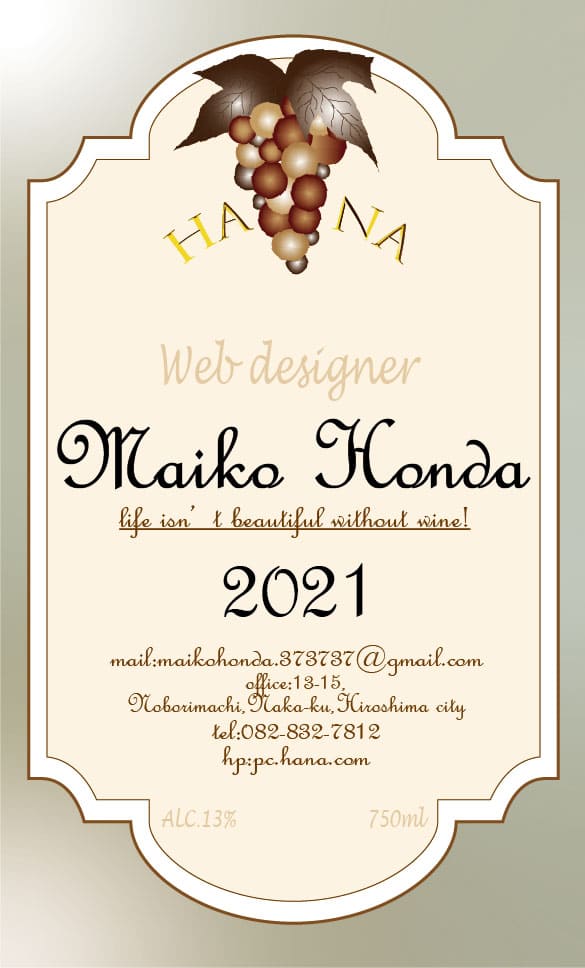 HANA
Web designer
Maiko Honda
life isn’t beautiful without wine!
2021
mail:maikohonda.373737@gmail.com
office:13-15,
Noborimachi,Naka-ku,Hiroshima city
tel:082-832-7812
hp:pc.hana.com
ALC.13% 750ml